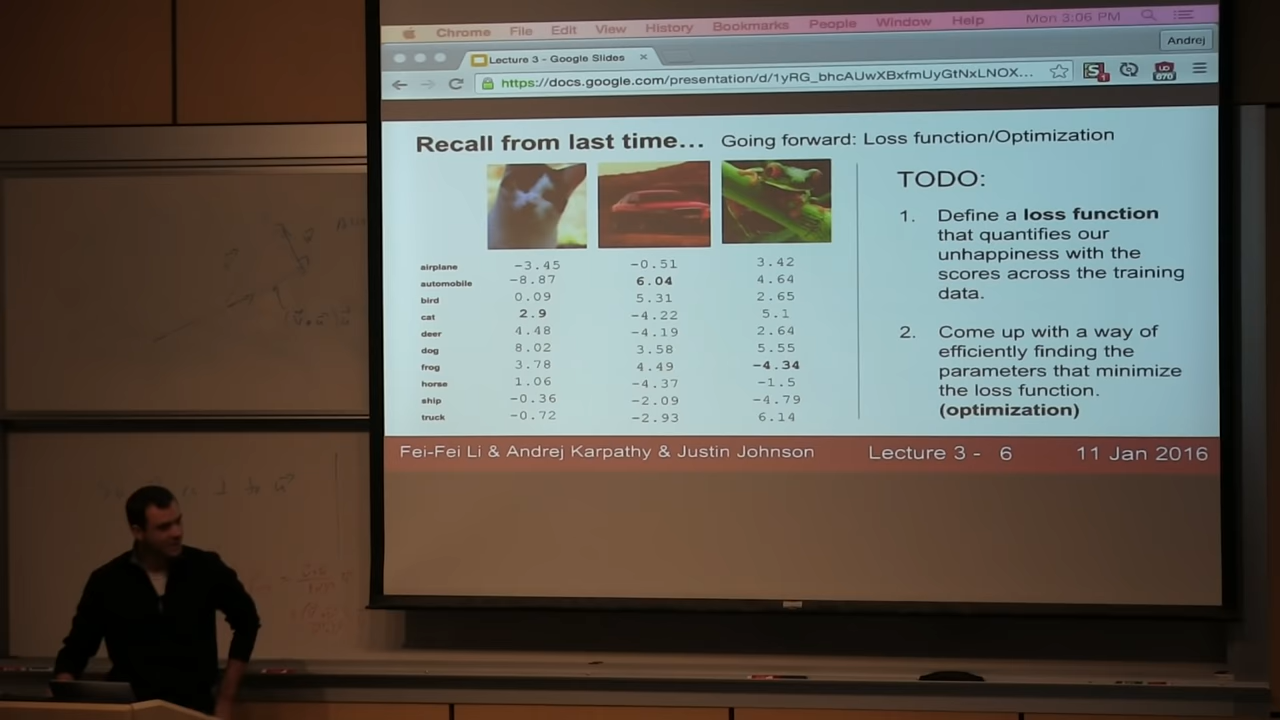 Chrome File Edit View History Bookmarks People Window Help Mon 3:06 PM
Lecture 3 - Google Slides × Andrej
https://docs.google.com/presentation/d/1yRG_bhcAUwXBxfmUyGtNxLNOX...
Recall from last time... Going forward: Loss function/Optimization
airplane -3.45 -0.51 3.42
automobile -8.87 6.04 4.64
bird 0.09 5.31 2.65
cat 2.9 -4.22 5.1
deer 4.48 -4.19 2.64
dog 8.02 3.58 5.55
frog 3.78 4.49 -4.34
horse 1.06 -4.37 -1.5
ship -0.36 -2.09 -4.79
truck -0.72 -2.93 6.14
TODO:
1. Define a loss function
that quantifies our
unhappiness with the
scores across the training
data.
2. Come up with a way of
efficiently finding the
parameters that minimize
the loss function.
(optimization)
Fei-Fei Li & Andrej Karpathy & Justin Johnson Lecture 3 - 6 11 Jan 2016